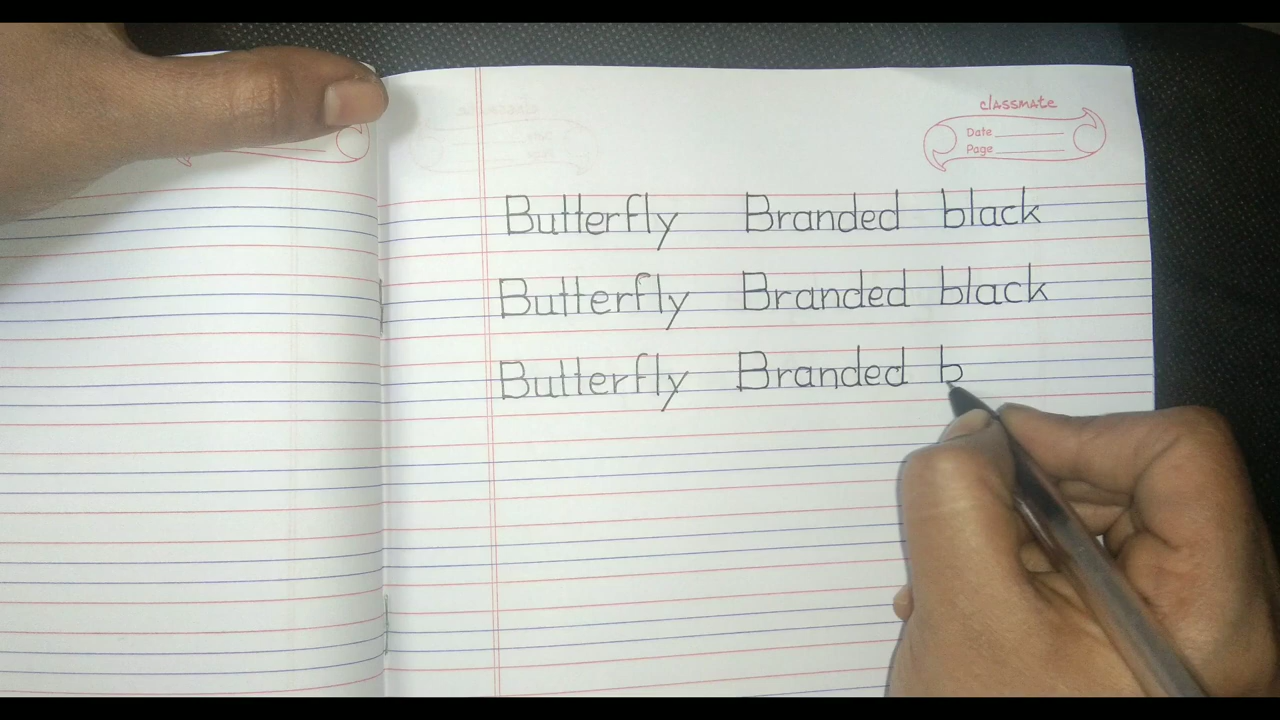 classmate
Date
Page
Butterfly Branded black
Butterfly Branded black
Butterfly Branded b